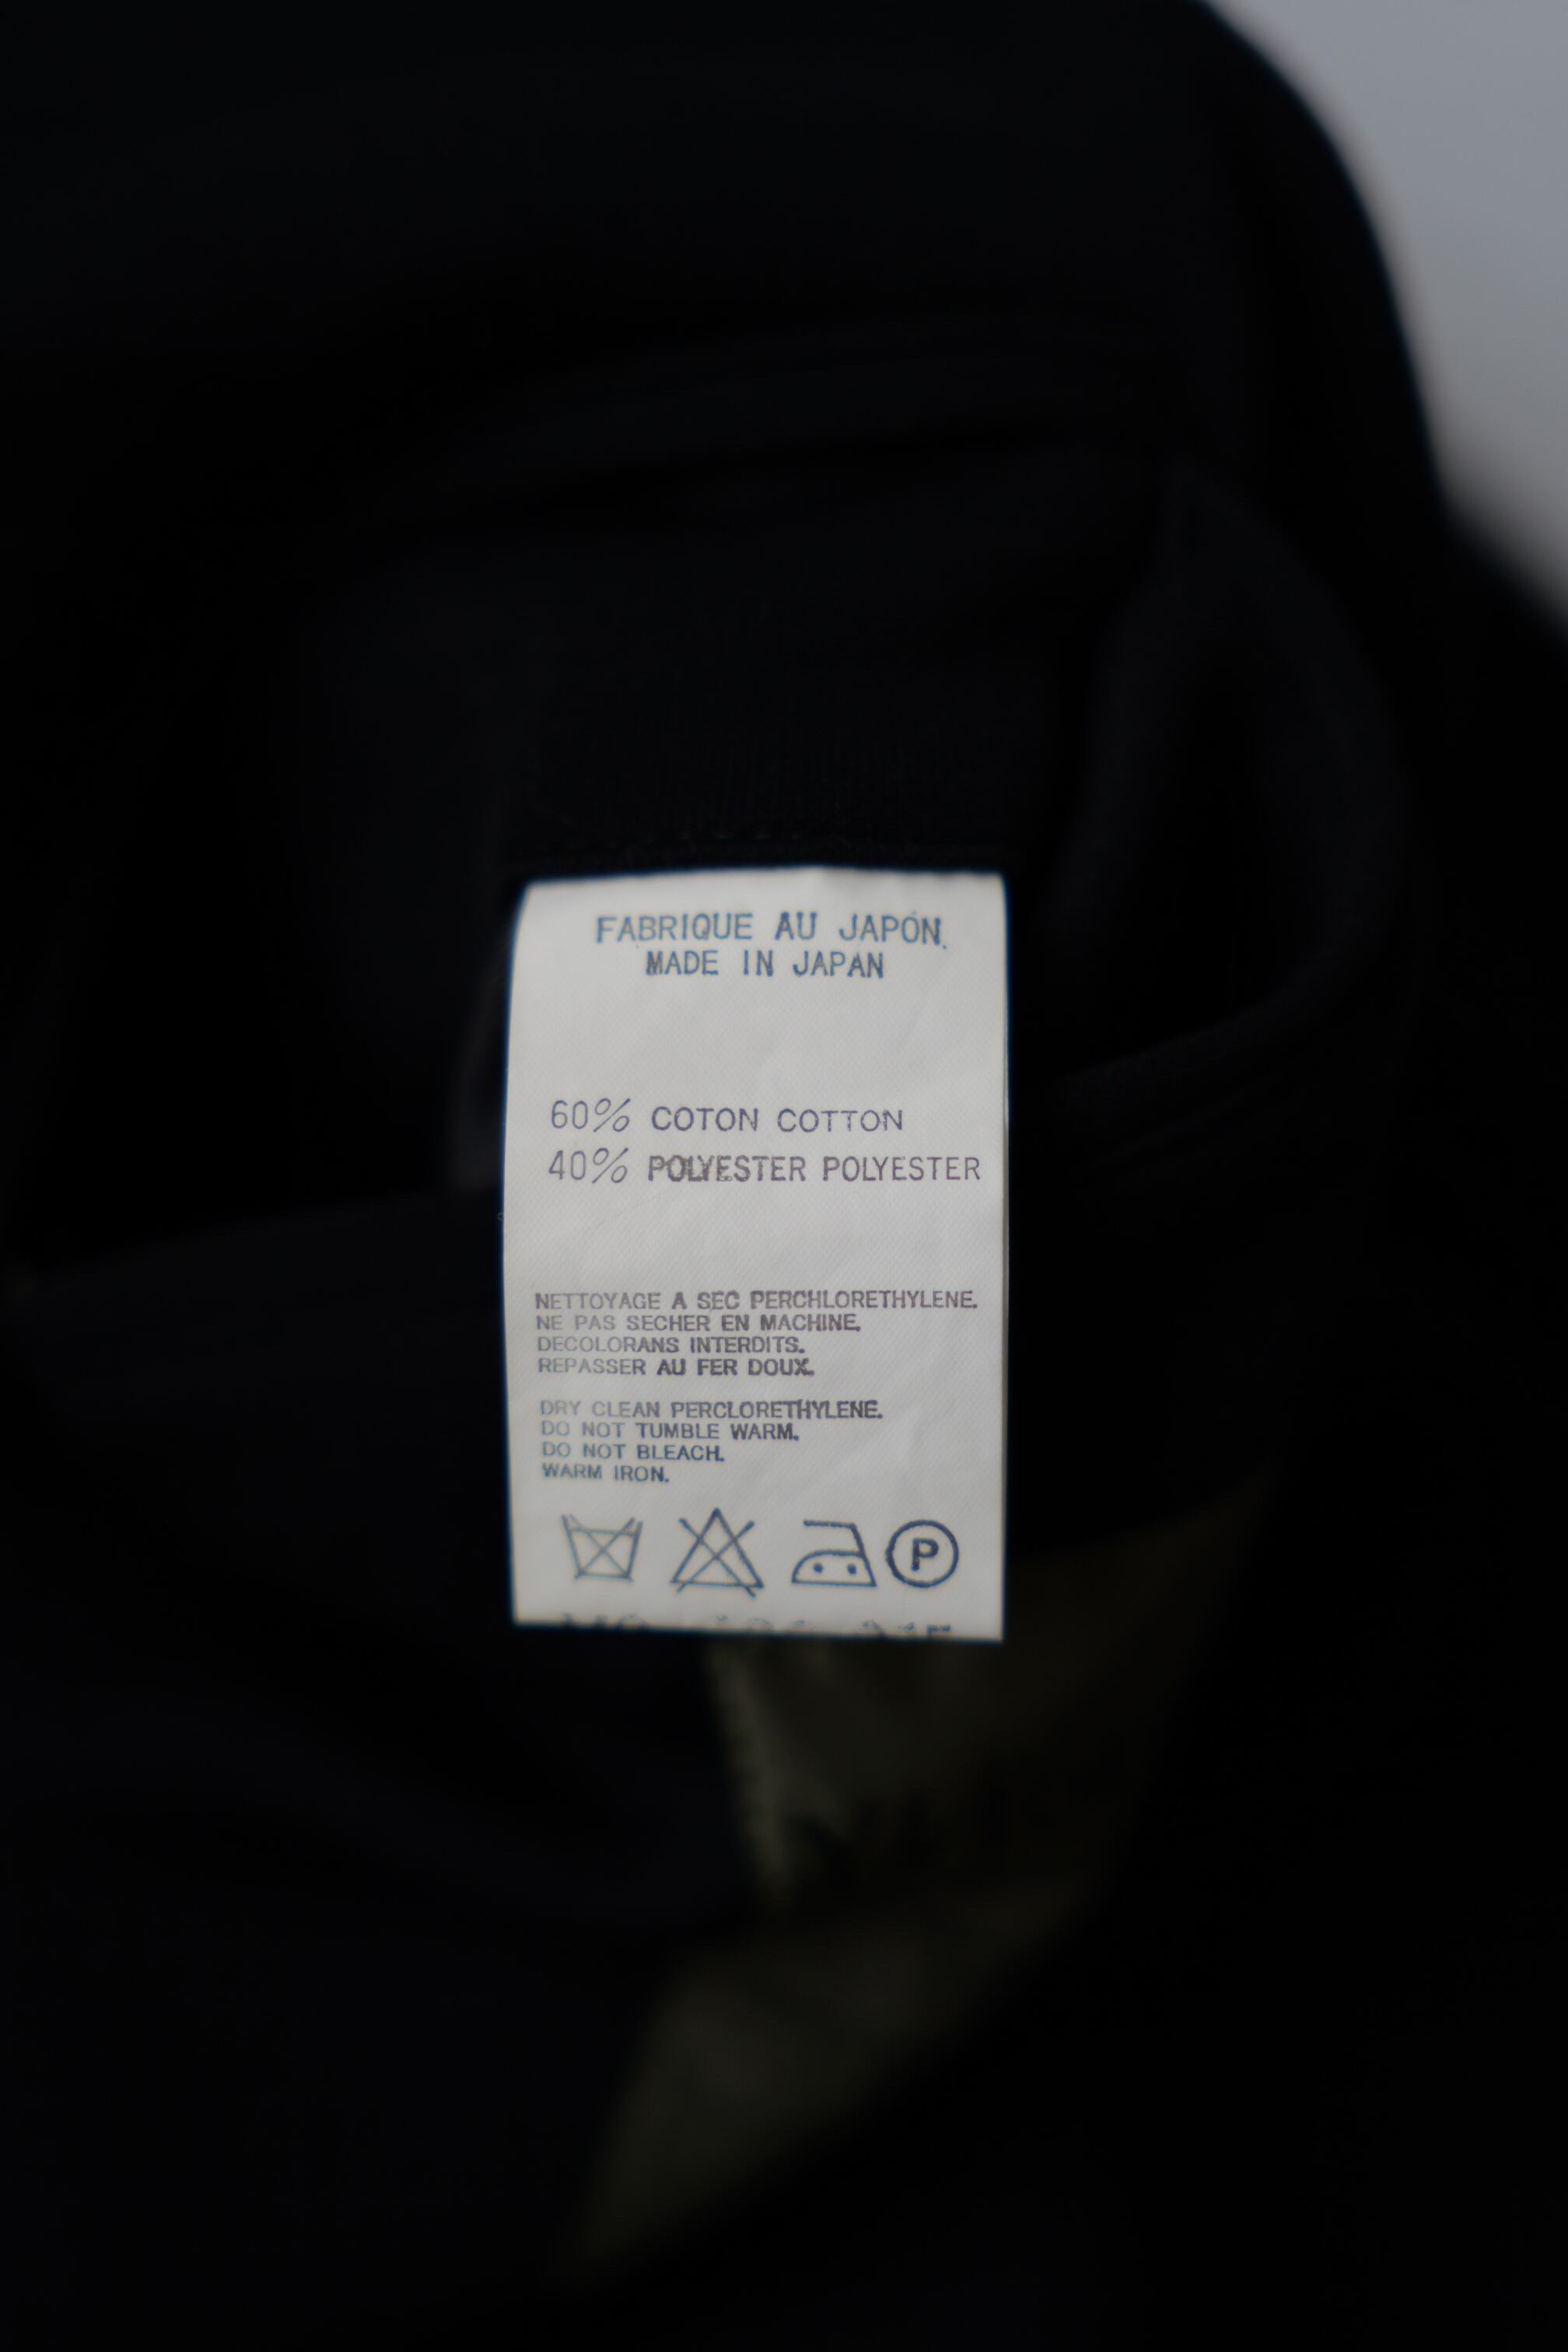 FABRIQUE AU JAPON.
MADE IN JAPAN
60% COTON COTTON
40% POLYESTER POLYESTER
NETTOYAGE A SEC PERCHLORETHYLENE.
NE PAS SECHER EN MACHINE.
DECOLORANS INTERDITS.
REPASSER AU FER DOUX.
DRY CLEAN PERCLORETHYLENE.
DO NOT TUMBLE WARM.
DO NOT BLEACH.
WARM IRON.
P